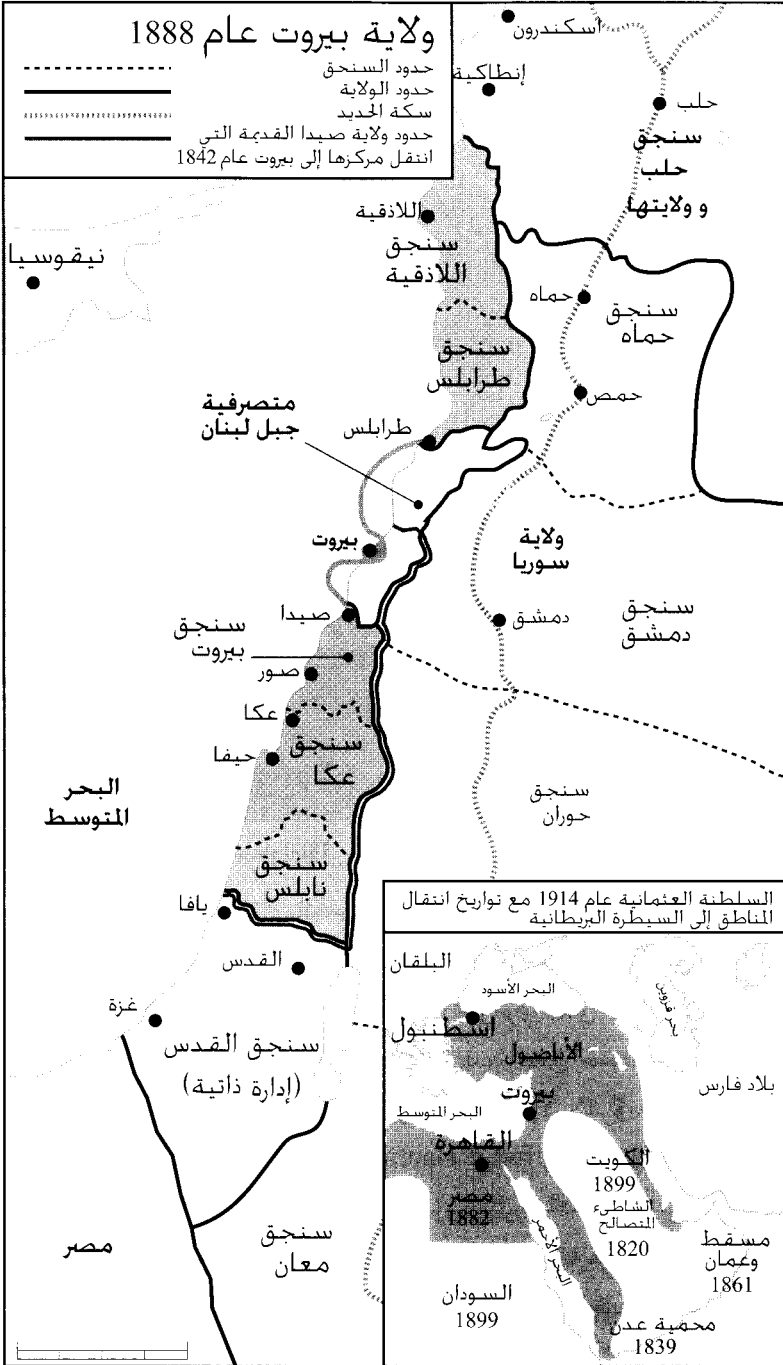 ولاية بيروت عام 1888
حدود السنحق
حدود الولاية
سكة الحديد
حدود ولاية صيدا القديمة التي
انتقل مركزها إلى بيروت عام 1842
اسكندرون
إنطاكية
حلب
سنجق
حلب
و ولايتها
اللاذقية
سنجق
اللاذقية
نيقوسيا
حماه
سنجق
حماه
سنجق
طرابلس
حمص
متصرفية
جبل لبنان
طرابلس
بيروت
ولاية
سوريا
صيدا
دمشق
سنجق
دمشق
سنجق
بيروت
صور
عكا
سنجق
عكا
حيفا
البحر
المتوسط
سنجق
حوران
سنجق
نابلس
يافا
القدس
غزة
سنجق القدس
(إدارة ذاتية)
سنجق
معان
مصر
السلطنة العثمانية عام 1914 مع تواريخ انتقال
المناطق إلى السيطرة البريطانية
البلقان
البحر الأسود
بحر قزوين
اسطنبول
الأناضول
بلاد فارس
بيروت
البحر المتوسط
القاهرة
الكويت
1899
مصر
1882
الشاطىء
المتصالح
1820
مسقط
وعمان
1861
البحر الأحمر
السودان
1899
محمية عدن
1839